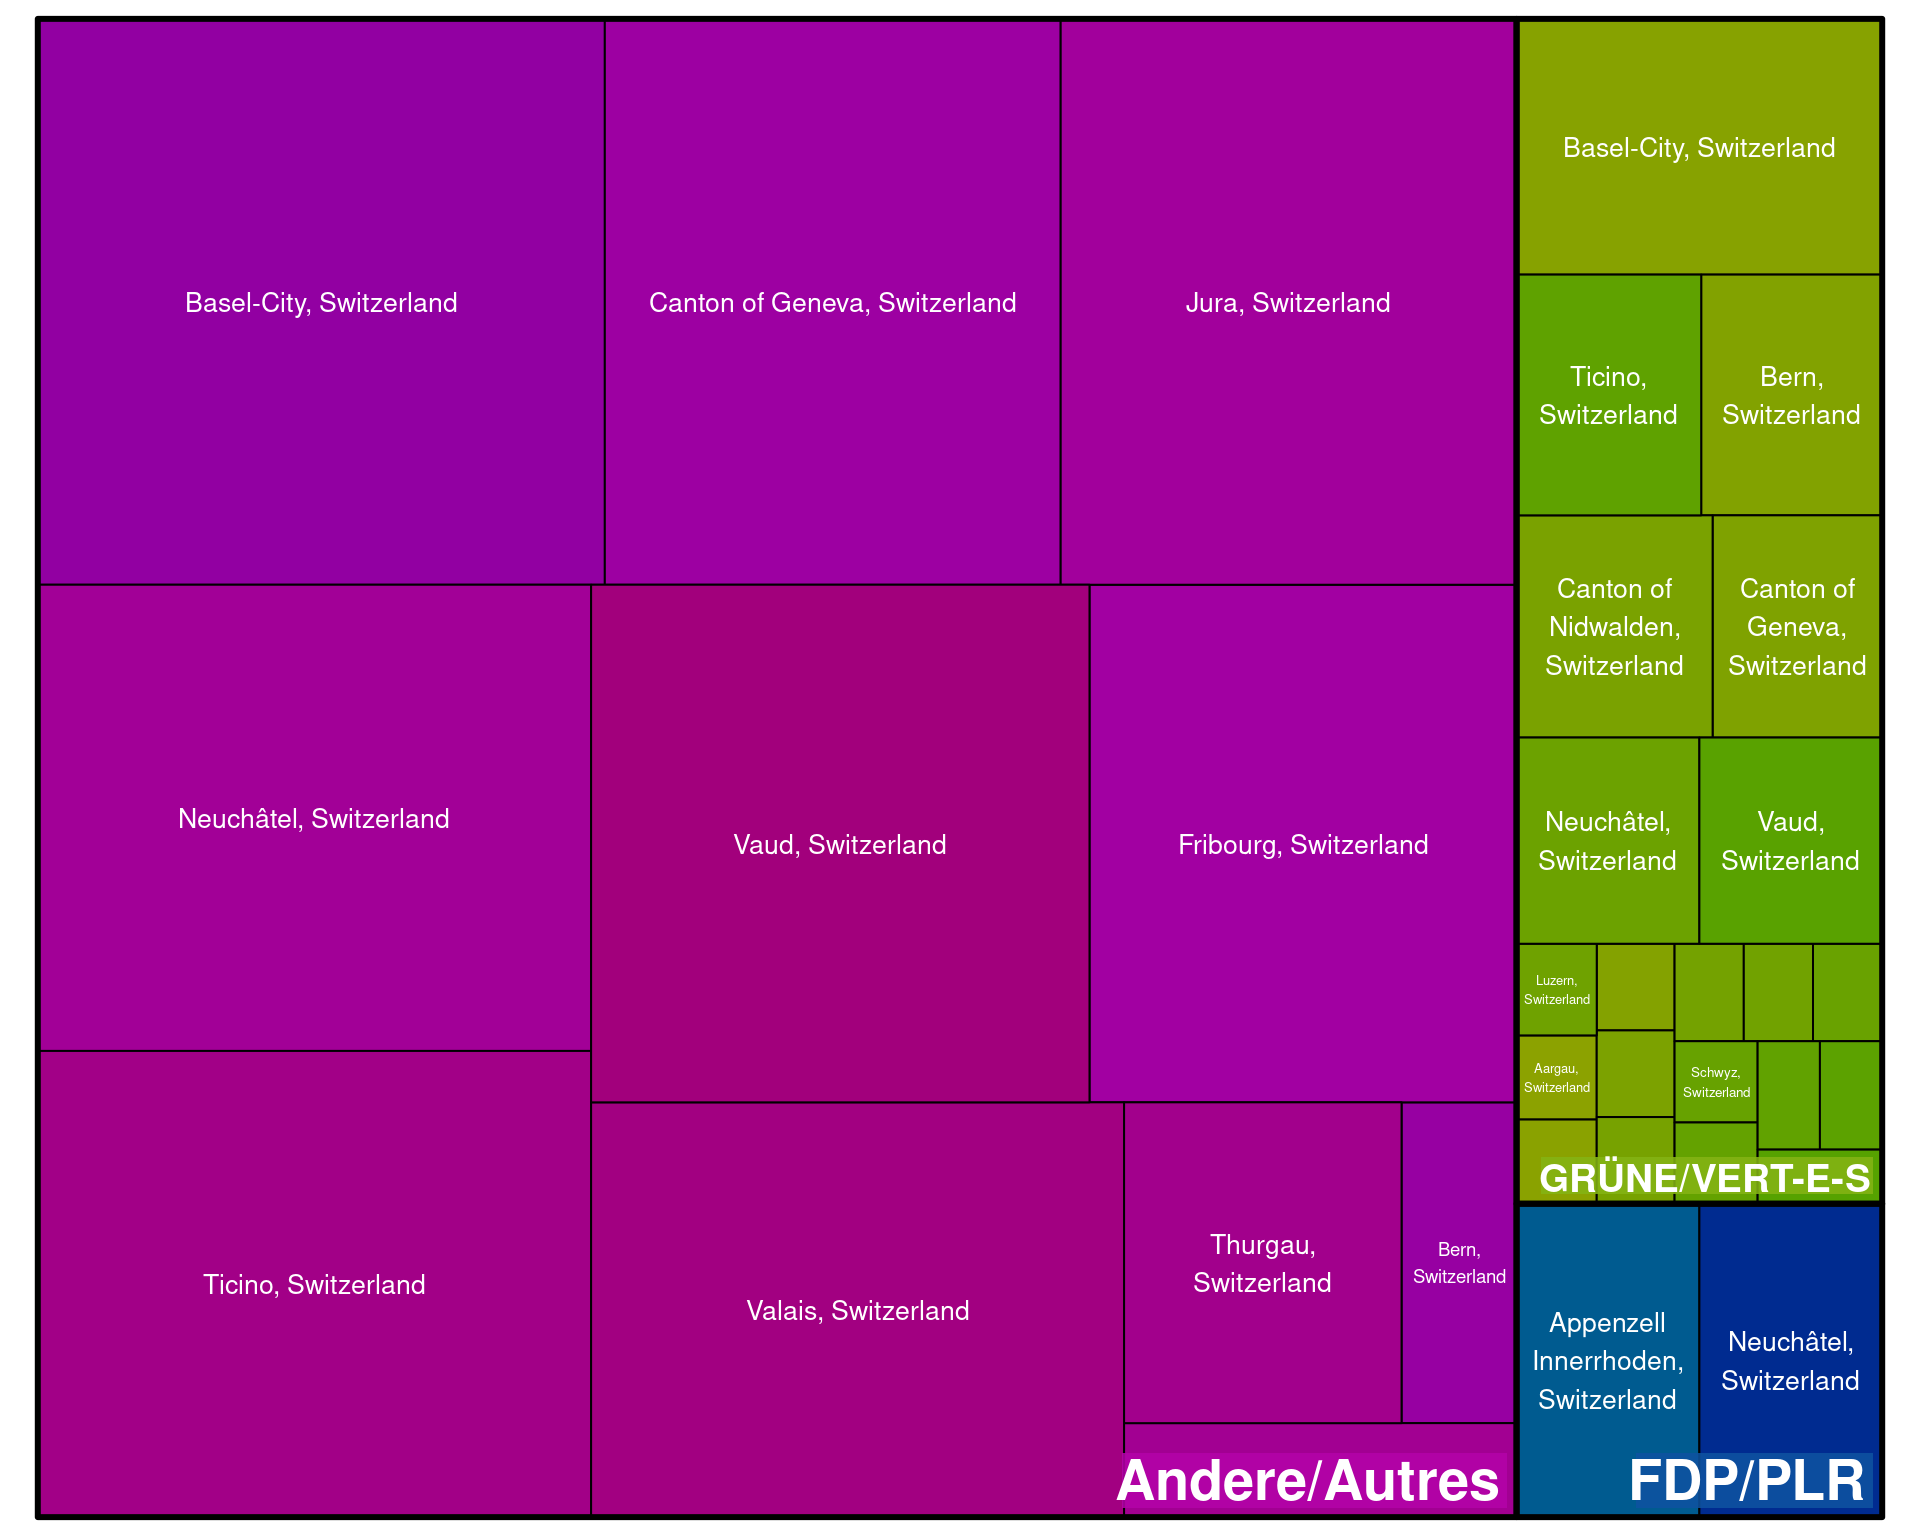 Basel-City, Switzerland
Canton of Geneva, Switzerland
Jura, Switzerland
Neuchâtel, Switzerland
Vaud, Switzerland
Fribourg, Switzerland
Ticino, Switzerland
Valais, Switzerland
Thurgau,
Switzerland
Bern,
Switzerland
Andere/Autres
Basel-City, Switzerland
Ticino,
Switzerland
Bern,
Switzerland
Canton of
Nidwalden,
Switzerland
Canton of
Geneva,
Switzerland
Neuchâtel,
Switzerland
Vaud,
Switzerland
Luzern,
Switzerland
Aargau,
Switzerland
Schwyz,
Switzerland
GRÜNE/VERT-E-S
Appenzell
Innerrhoden,
Switzerland
Neuchâtel,
Switzerland
FDP/PLR